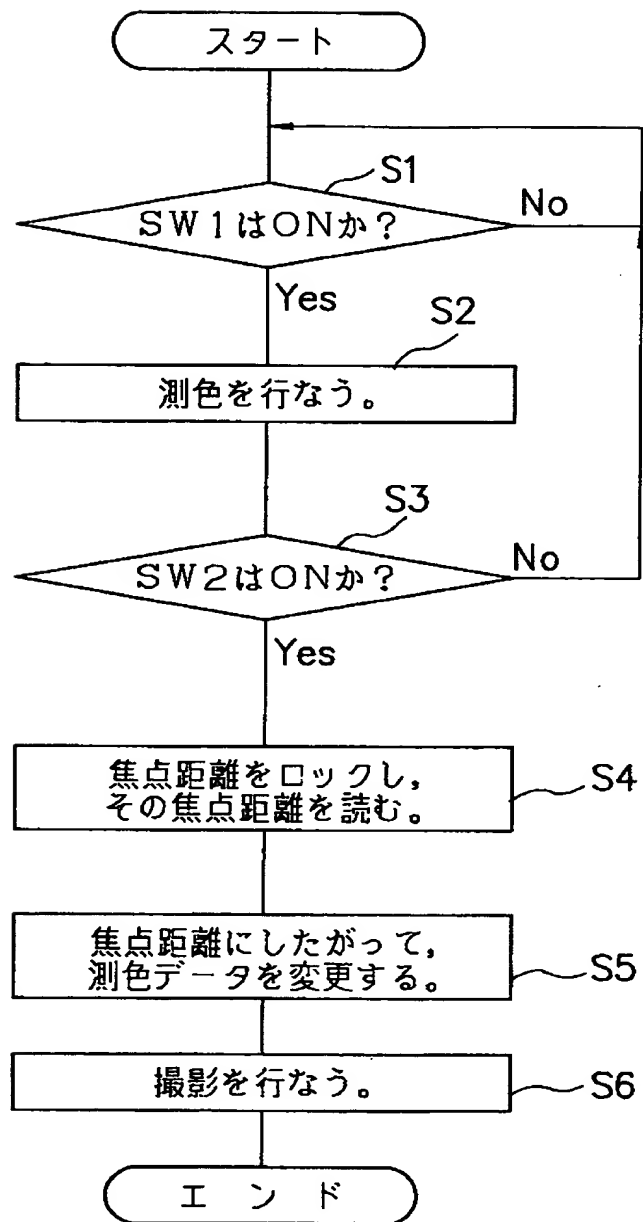 スタート
S1
SW1はONか?
No
Yes
S2
測色を行なう。
S3
SW2はONか?
No
Yes
焦点距離をロックし,
その焦点距離を読む。
S4
焦点距離にしたがって,
測色データを変更する。
S5
撮影を行なう。
S6
エンド